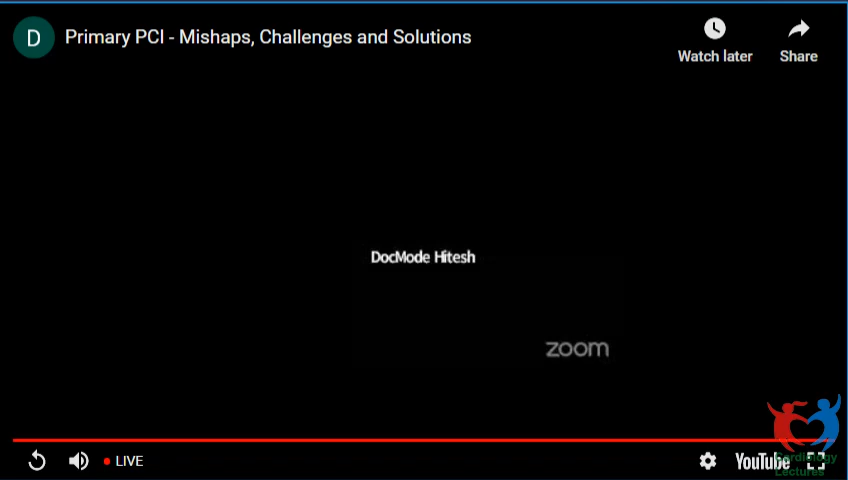 D
Primary PCI - Mishaps, Challenges and Solutions
Watch later
Share
DocMode Hitesh
zoom
LIVE
YouTube
Cardiology
Lectures